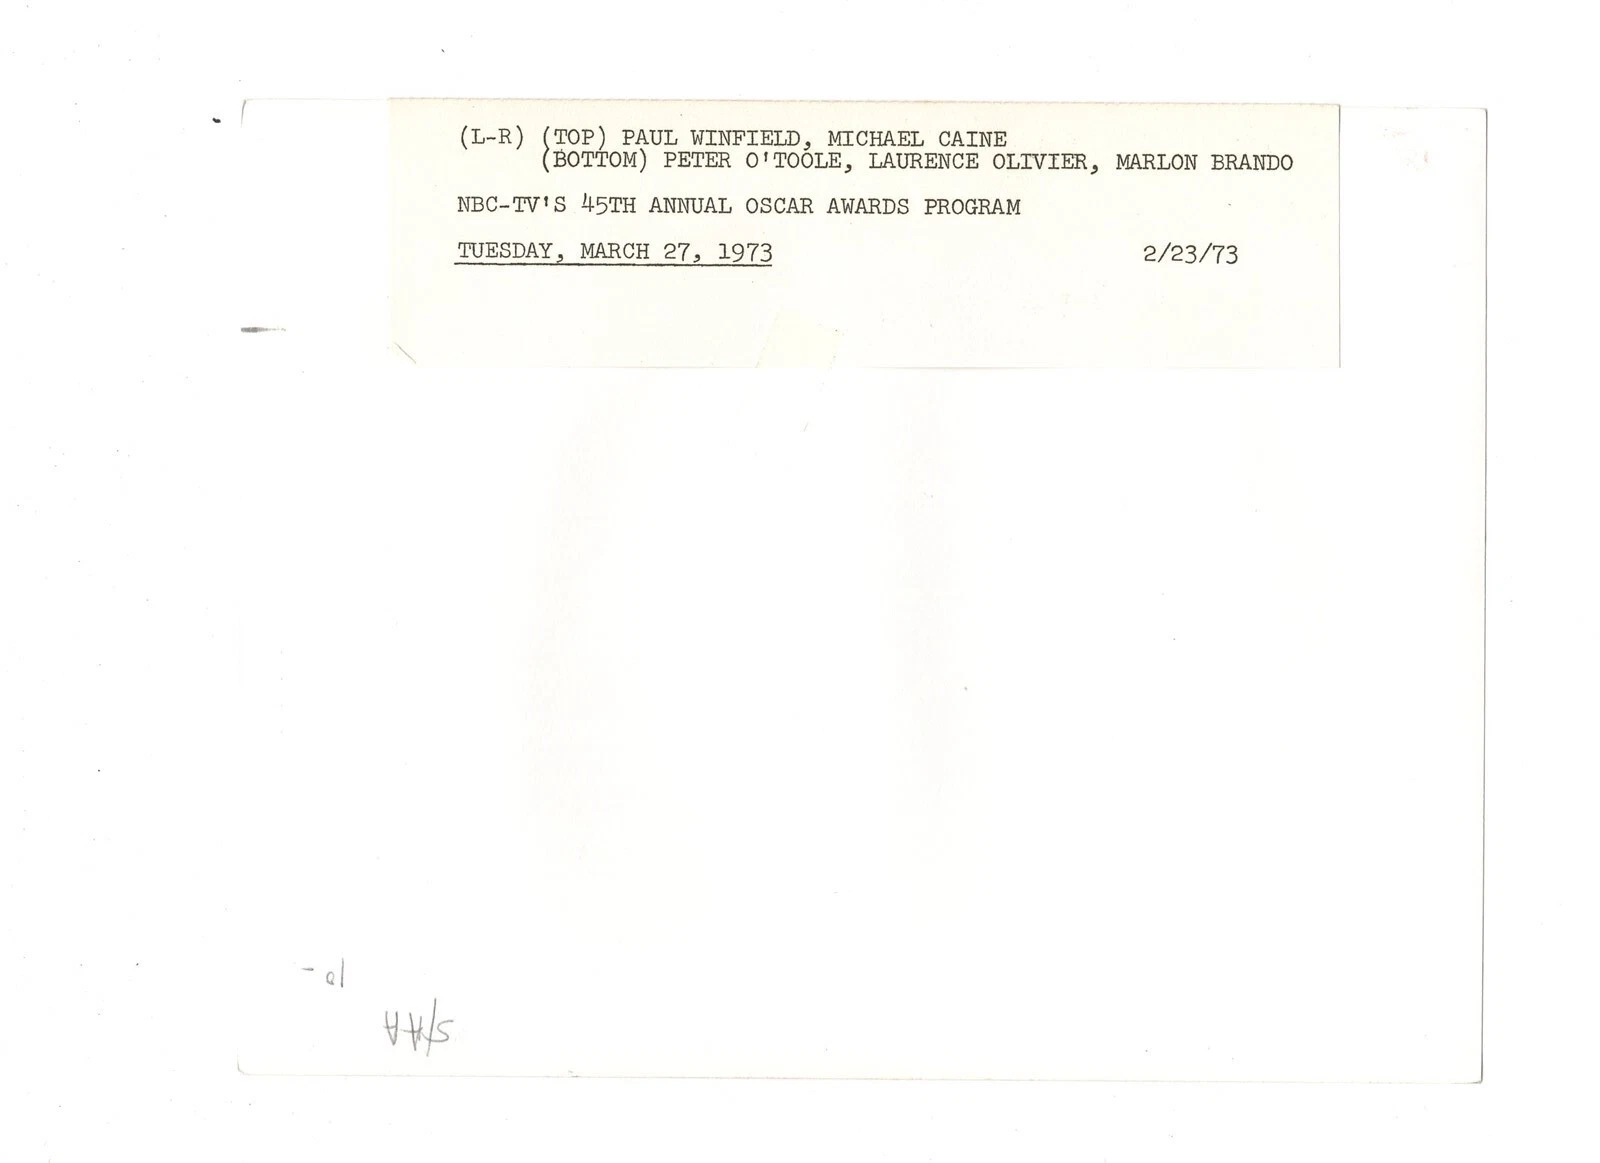 (L-R) (TOP) PAUL WINFIELD, MICHAEL CAINE
(BOTTOM) PETER O'TOOLE, LAURENCE OLIVIER, MARLON BRANDO
NBC-TV'S 45TH ANNUAL OSCAR AWARDS PROGRAM
TUESDAY, MARCH 27, 1973 2/23/73
10-